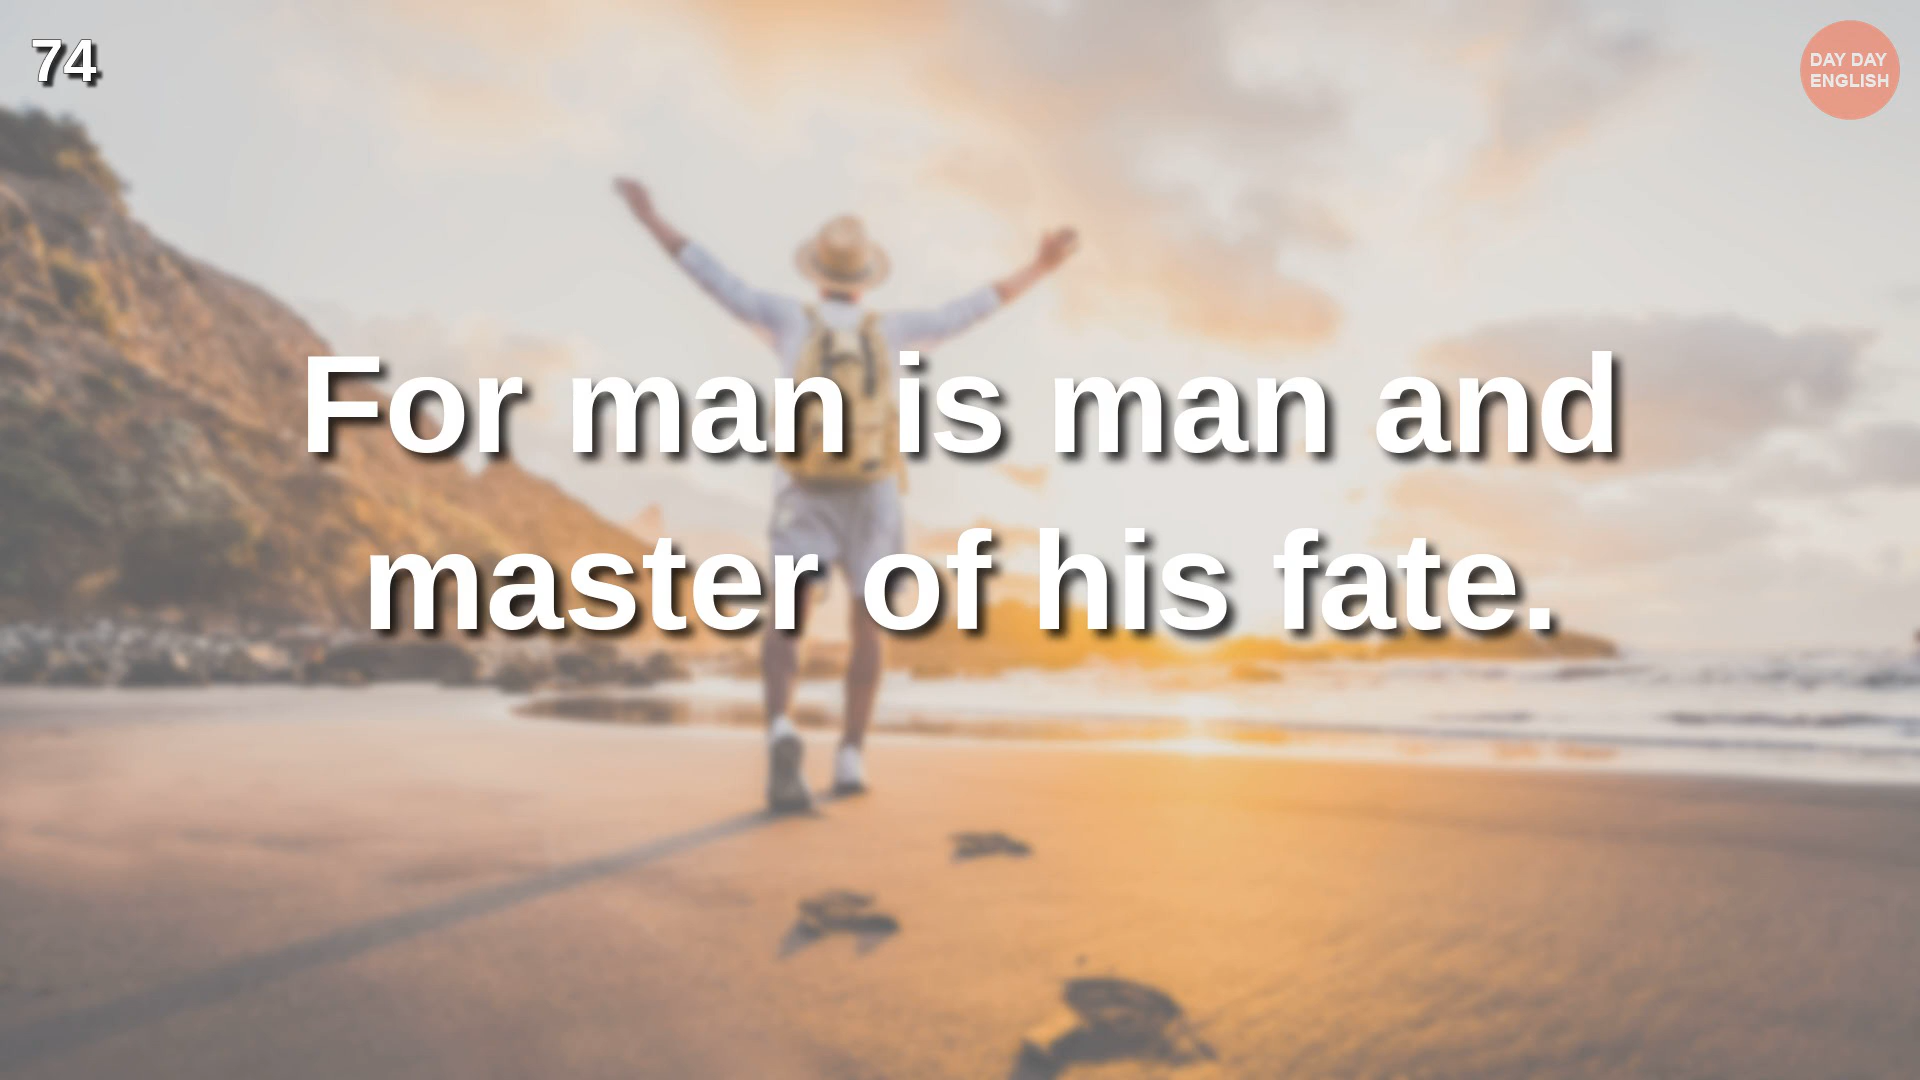 74
DAY DAY
ENGLISH
For man is man and
master of his fate.